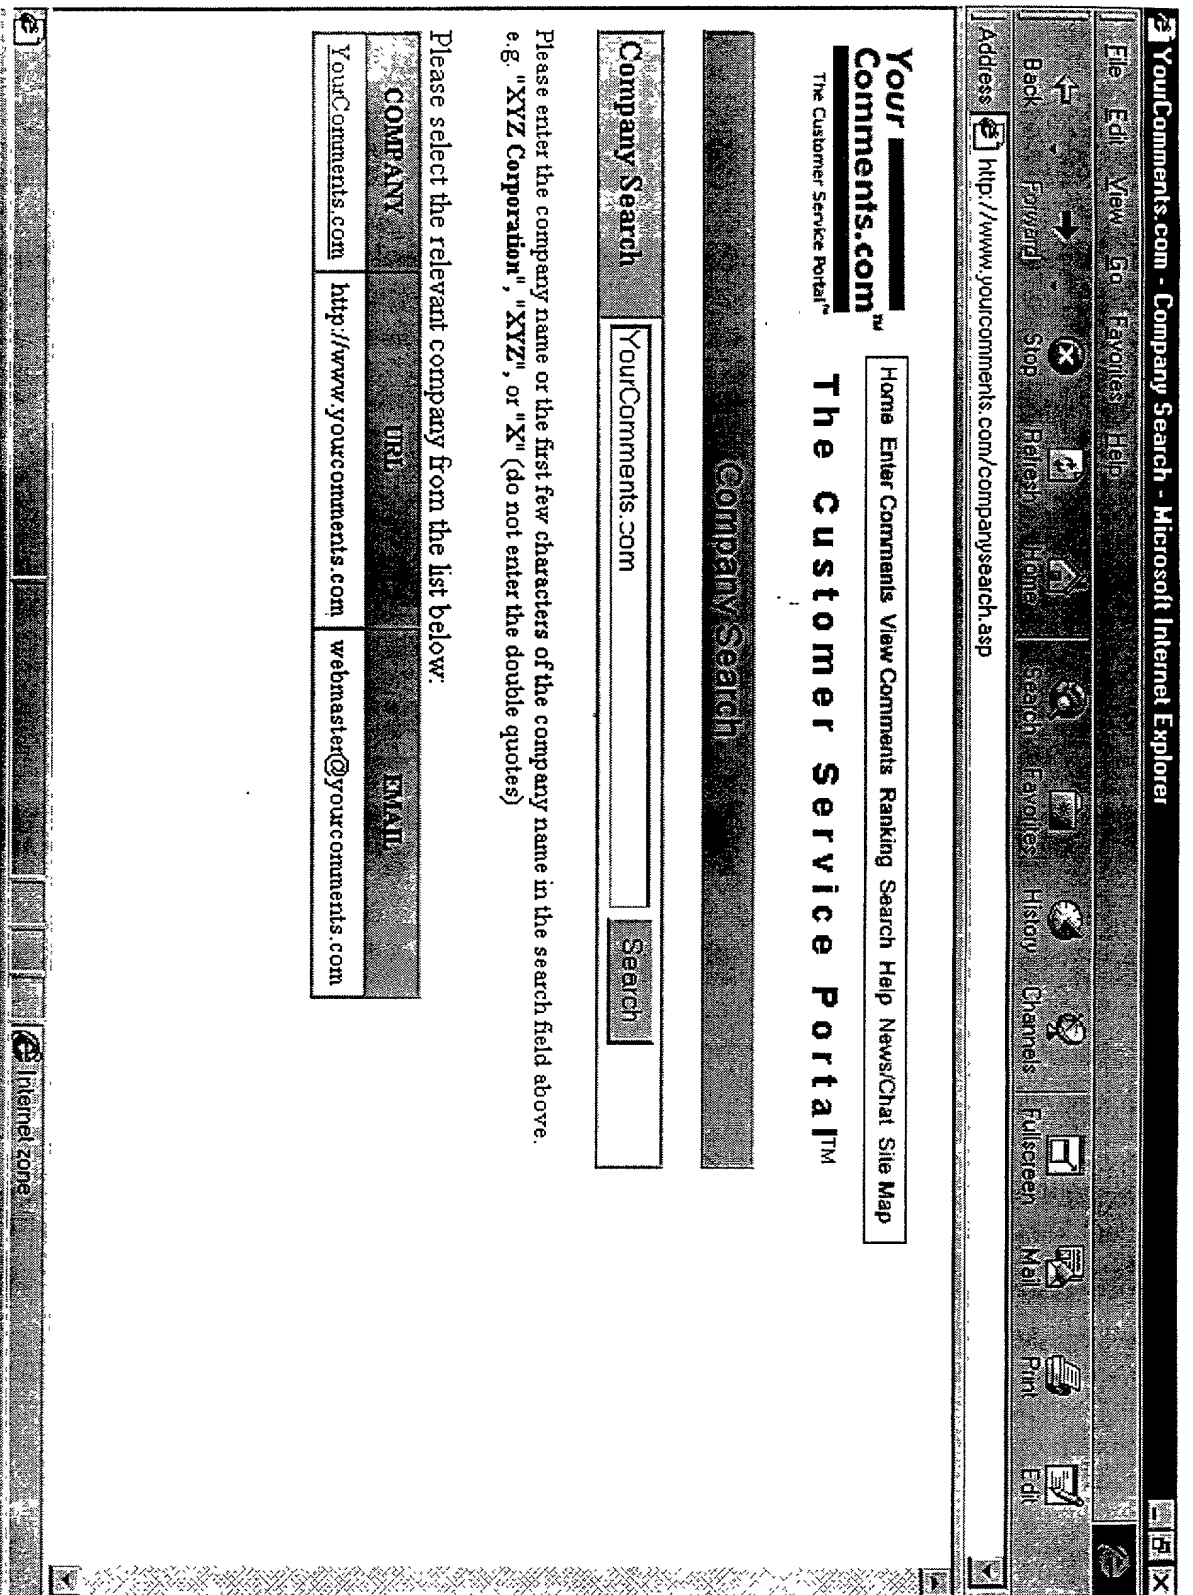 YourComments.com - Company Search - Microsoft Internet Explorer
File Edit View Go Favorites Help
Back Forward Stop Refresh Home Search Favorites History Channels Fullscreen Mail Print Edit
Address http://www.yourcomments.com/companysearch.asp
Your
Comments.com™
The Customer Service Portal™
Home Enter Comments View Comments Ranking Search Help News/Chat Site Map
The Customer Service Portal™
Company Search
Company Search YourComments.com Search
Please enter the company name or the first few characters of the company name in the search field above.
e.g. "XYZ Corporation", "XYZ", or "X" (do not enter the double quotes)
Please select the relevant company from the list below:
COMPANY URL EMAIL
YourComments.com http://www.yourcomments.com webmaster@yourcomments.com
Internet zone